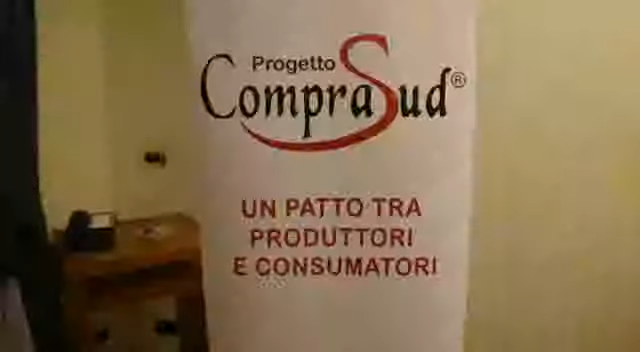 Progetto
CompraSud®
UN PATTO TRA
PRODUTTORI
E CONSUMATORI